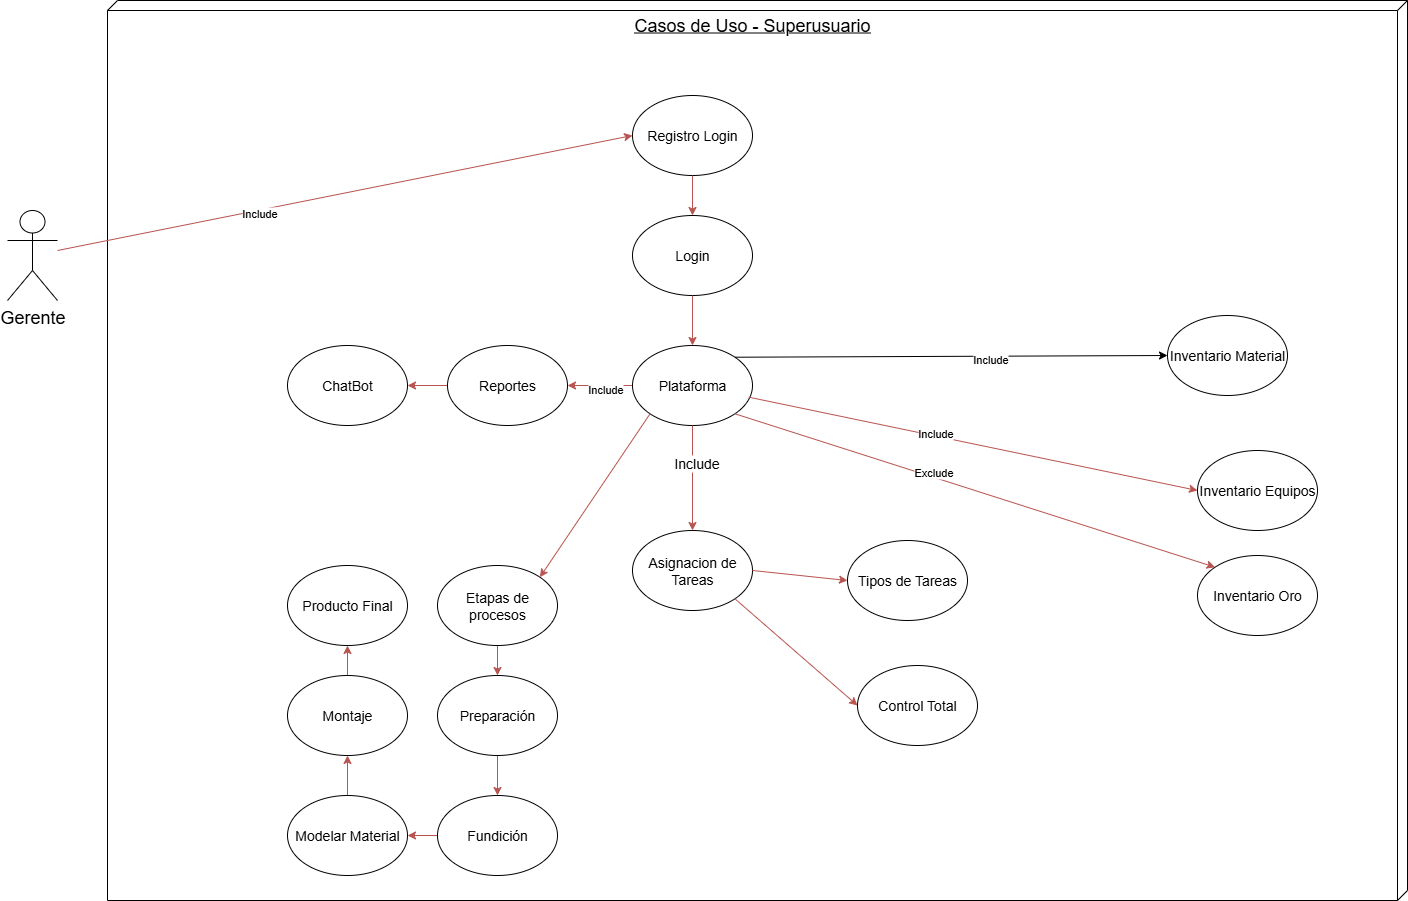 Casos de Uso - Superusuario
Registro Login
Include
Login
Gerente
ChatBot
Reportes
Include
Plataforma
Include
Inventario Material
Include
Include
Exclude
Inventario Equipos
Asignacion de
Tareas
Tipos de Tareas
Inventario Oro
Producto Final
Etapas de
procesos
Montaje
Preparación
Control Total
Modelar Material
Fundición